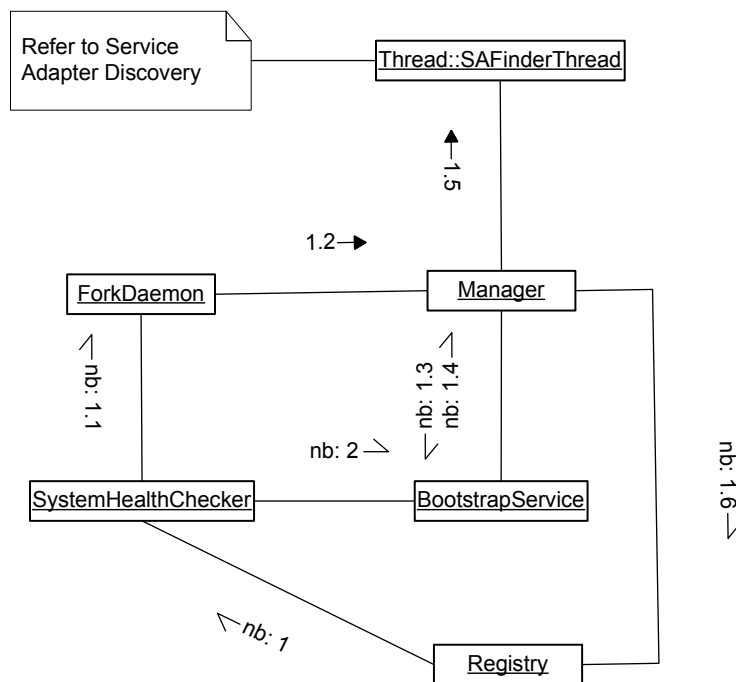 Refer to Service
Adapter Discovery
Thread::SAFinderThread
1.5
1.2
ForkDaemon
Manager
nb: 1.1
nb: 1.3
nb: 1.4
nb: 2
nb: 1.6
SystemHealthChecker
BootstrapService
nb: 1
Registry